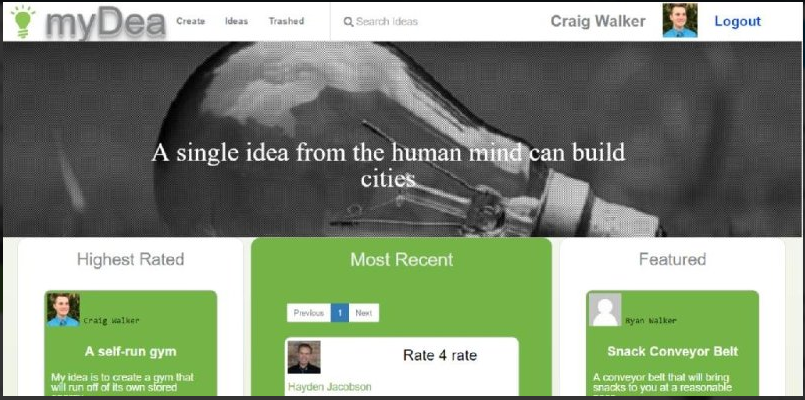 myDea Create Ideas Trashed Search Ideas Craig Walker Logout
A single idea from the human mind can build
cities
Highest Rated
Craig Walker
A self-run gym
My idea is to create a gym that
will run off of its own stored
Most Recent
Previous 1 Next
Rate 4 rate
Hayden Jacobson
Featured
Ryan Walker
Snack Conveyor Belt
A conveyor belt that will bring
snacks to you at a reasonable